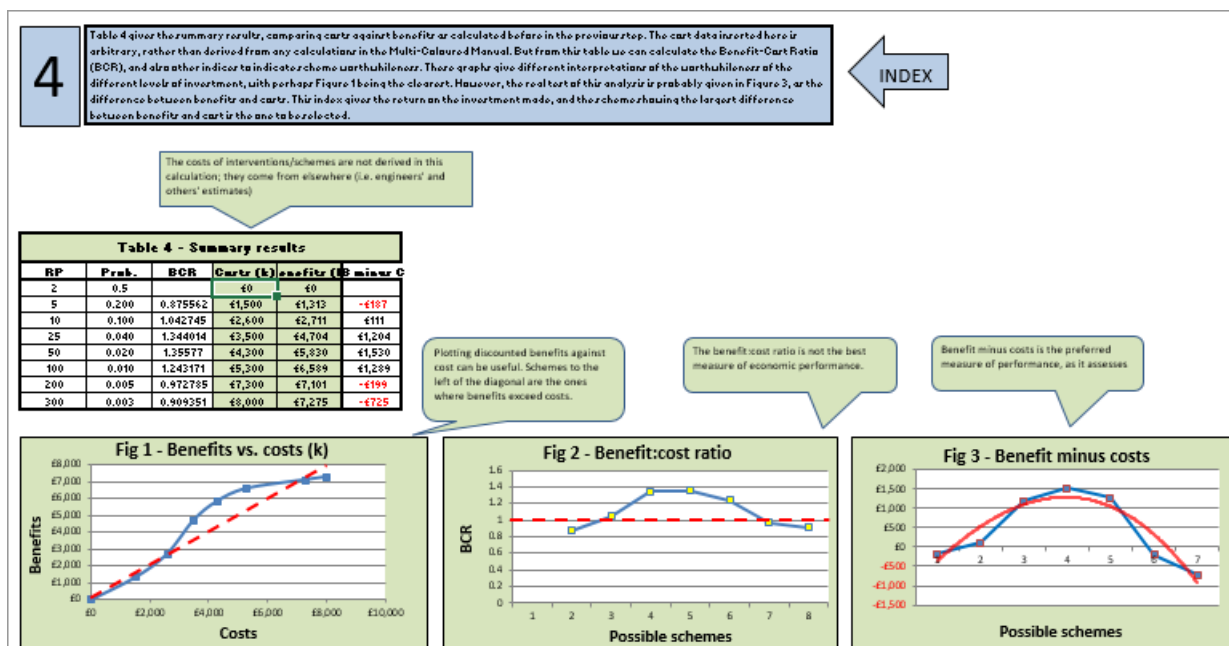 4
Table 4 gives the summary results, comparing costs against benefits as calculated before in the previous step. The cost data inserted here is
arbitrary, rather than derived from any calculations in the Multi-Coloured Manual. But from this table we can calculate the Benefit-Cost Ratio
(BCR), and also other indices to indicate scheme worthwhileness. These graphs give different interpretations of the worthwhileness of the
different levels of investment, with perhaps Figure 1 being the clearest. However, the real test of this analysis is probably given in Figure 3, as the
difference between benefits and costs. This index gives the return on the investment made, and the scheme showing the largest difference
between benefits and cost is the one to be selected.
INDEX
The costs of interventions/schemes are not derived in this
calculation; they come from elsewhere (i.e. engineers' and
others' estimates)
Table 4 - Summary results
RP Prob. BCR Costs (k) enefits (k B minus C
2 0.5 £0 £0
5 0.200 0.875562 £1,500 £1,313 -£187
10 0.100 1.042745 £2,600 £2,711 £111
25 0.040 1.344014 £3,500 £4,704 £1,204
50 0.020 1.35577 £4,300 £5,830 £1,530
100 0.010 1.243171 £5,300 £6,589 £1,289
200 0.005 0.972785 £7,300 £7,101 -£199
300 0.003 0.909351 £8,000 £7,275 -£725
Plotting discounted benefits against
cost can be useful. Schemes to the
left of the diagonal are the ones
where benefits exceed costs.
The benefit:cost ratio is not the best
measure of economic performance.
Benefit minus costs is the preferred
measure of performance, as it assesses
Fig 1 - Benefits vs. costs (k)
£8,000
£7,000
£6,000
£5,000
£4,000
£3,000
£2,000
£1,000
£0
£0 £2,000 £4,000 £6,000 £8,000 £10,000
Benefits
Costs
Fig 2 - Benefit:cost ratio
1.6
1.4
1.2
1
0.8
0.6
0.4
0.2
0
1 2 3 4 5 6 7 8
BCR
Possible schemes
Fig 3 - Benefit minus costs
£2,000
£1,500
£1,000
£500
£0
-£500
-£1,000
-£1,500
1 2 3 4 5 6 7
Possible schemes